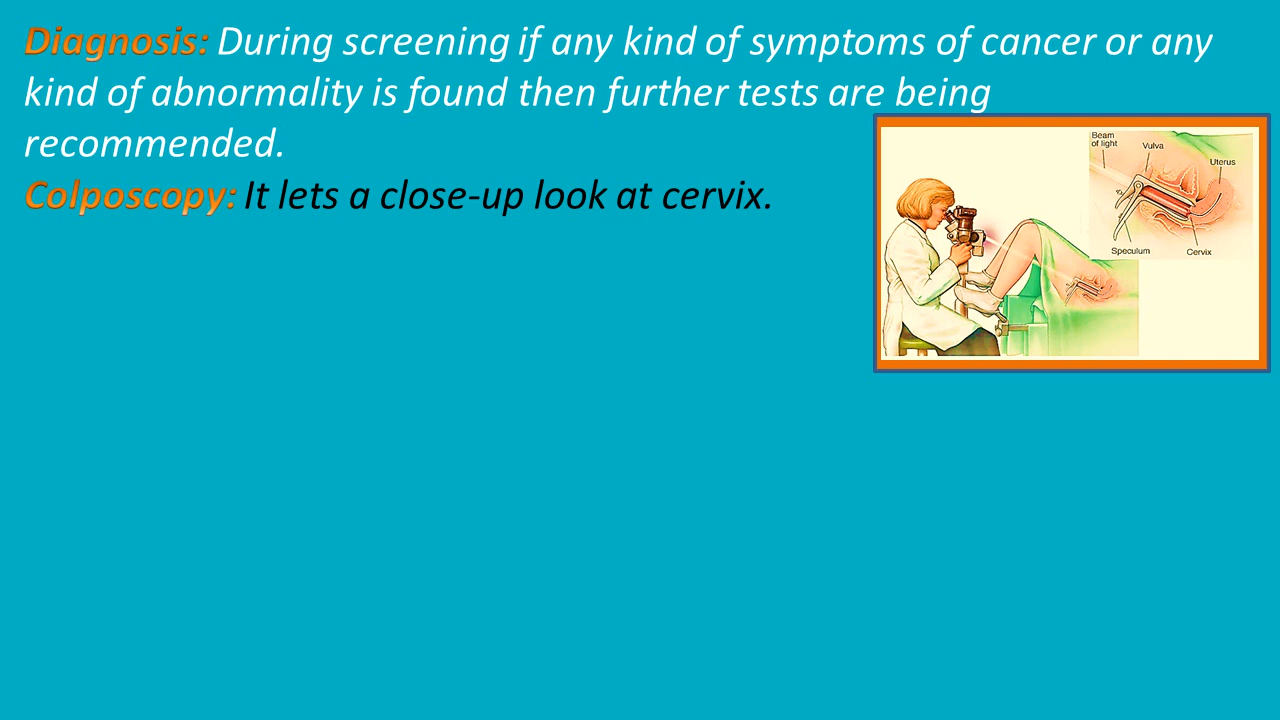 Diagnosis: During screening if any kind of symptoms of cancer or any
kind of abnormality is found then further tests are being
recommended.
Colposcopy: It lets a close-up look at cervix.
Beam
of light
Vulva
Uterus
Speculum
Cervix